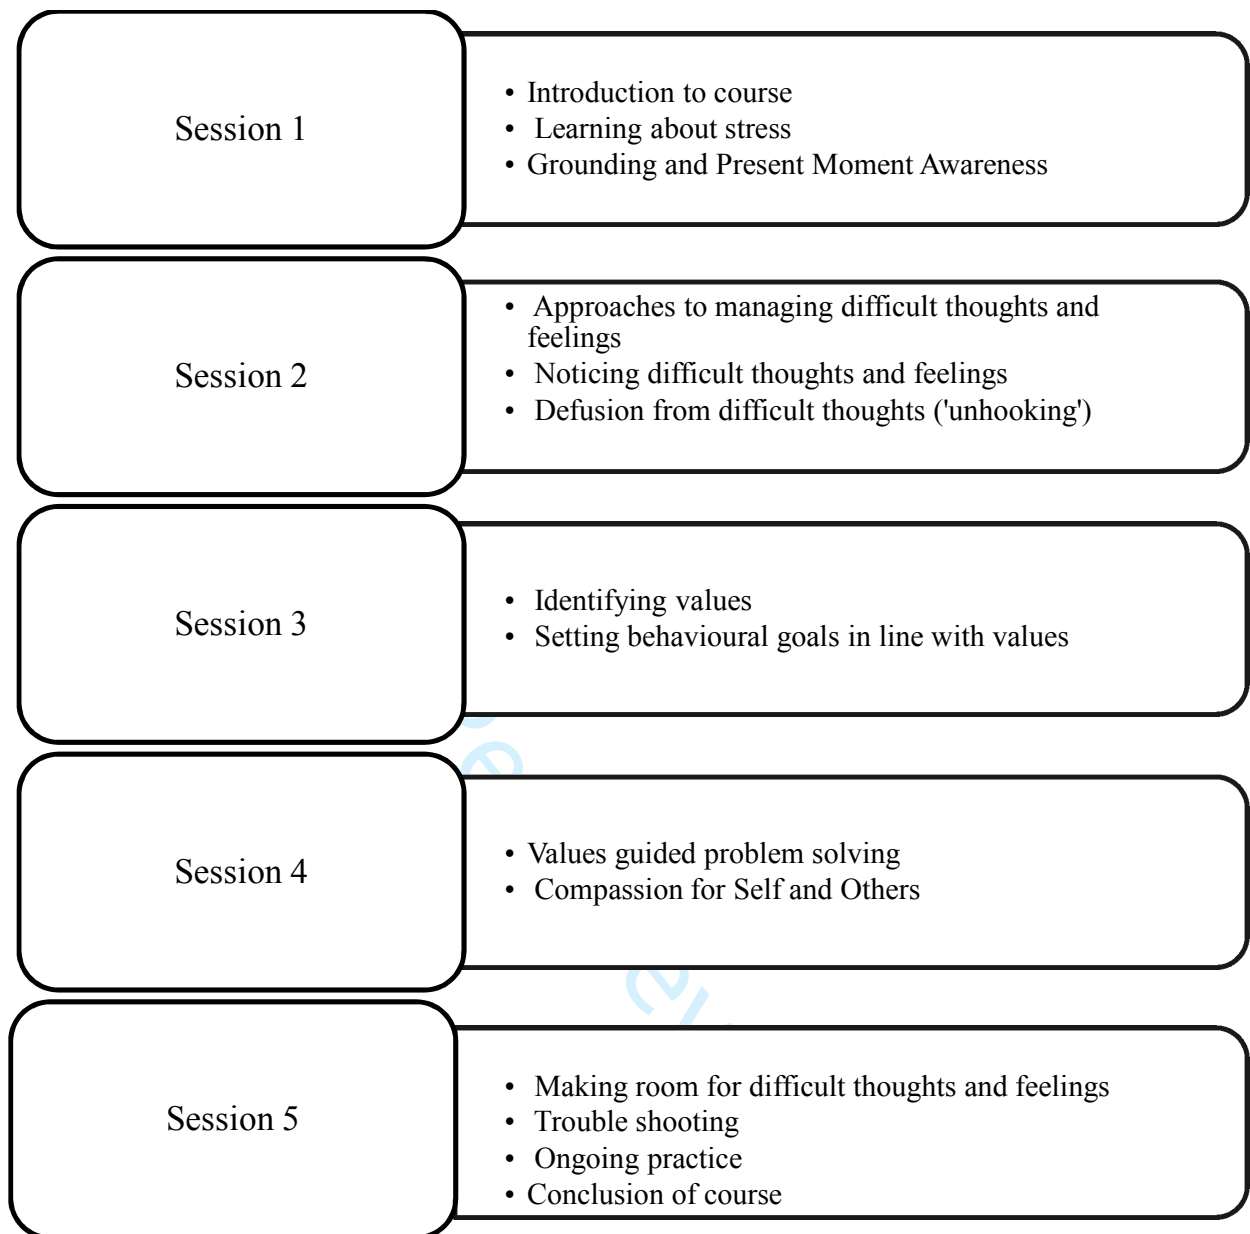 Session 1
• Introduction to course
• Learning about stress
• Grounding and Present Moment Awareness
Session 2
• Approaches to managing difficult thoughts and
feelings
• Noticing difficult thoughts and feelings
• Defusion from difficult thoughts ('unhooking')
Session 3
• Identifying values
• Setting behavioural goals in line with values
Session 4
• Values guided problem solving
• Compassion for Self and Others
Session 5
• Making room for difficult thoughts and feelings
• Trouble shooting
• Ongoing practice
• Conclusion of course